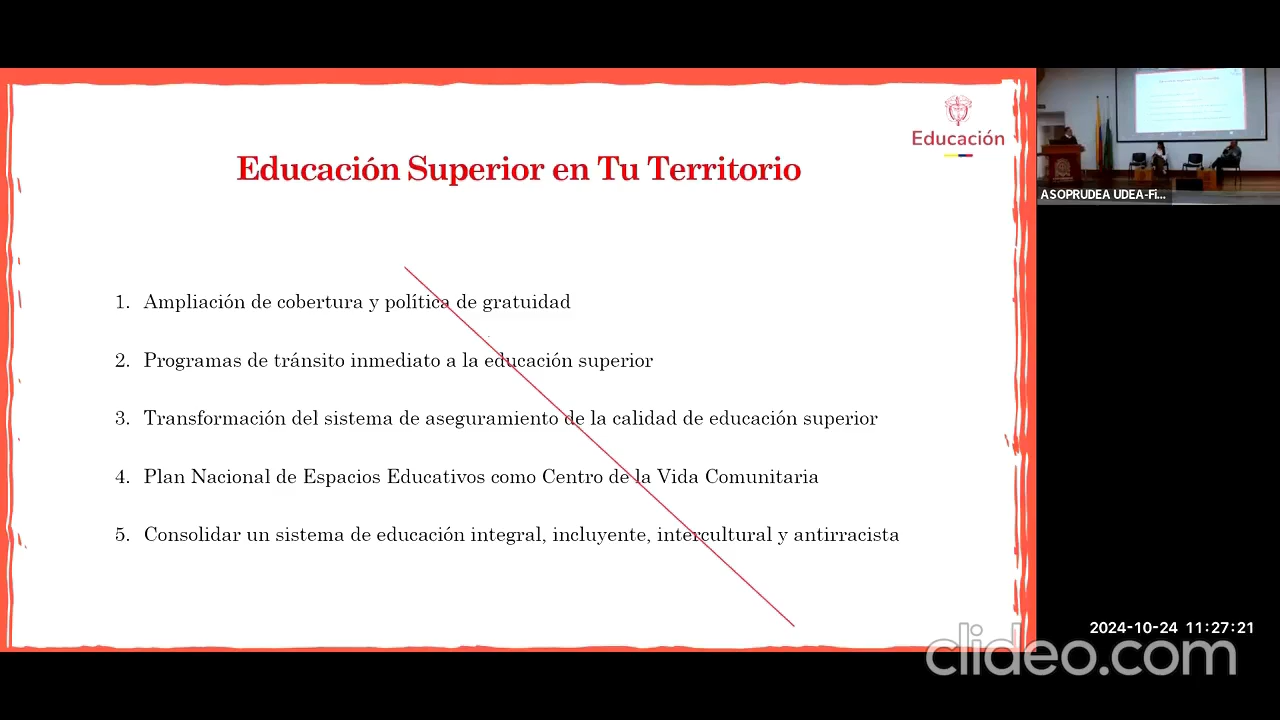 Educación
Educación Superior en Tu Territorio
1. Ampliación de cobertura y política de gratuidad
2. Programas de tránsito inmediato a la educación superior
3. Transformación del sistema de aseguramiento de la calidad de educación superior
4. Plan Nacional de Espacios Educativos como Centro de la Vida Comunitaria
5. Consolidar un sistema de educación integral, incluyente, intercultural y antirracista
ASOPRUDEA UDEA-Fi...
2024-10-24 11:27:21
clideo.com